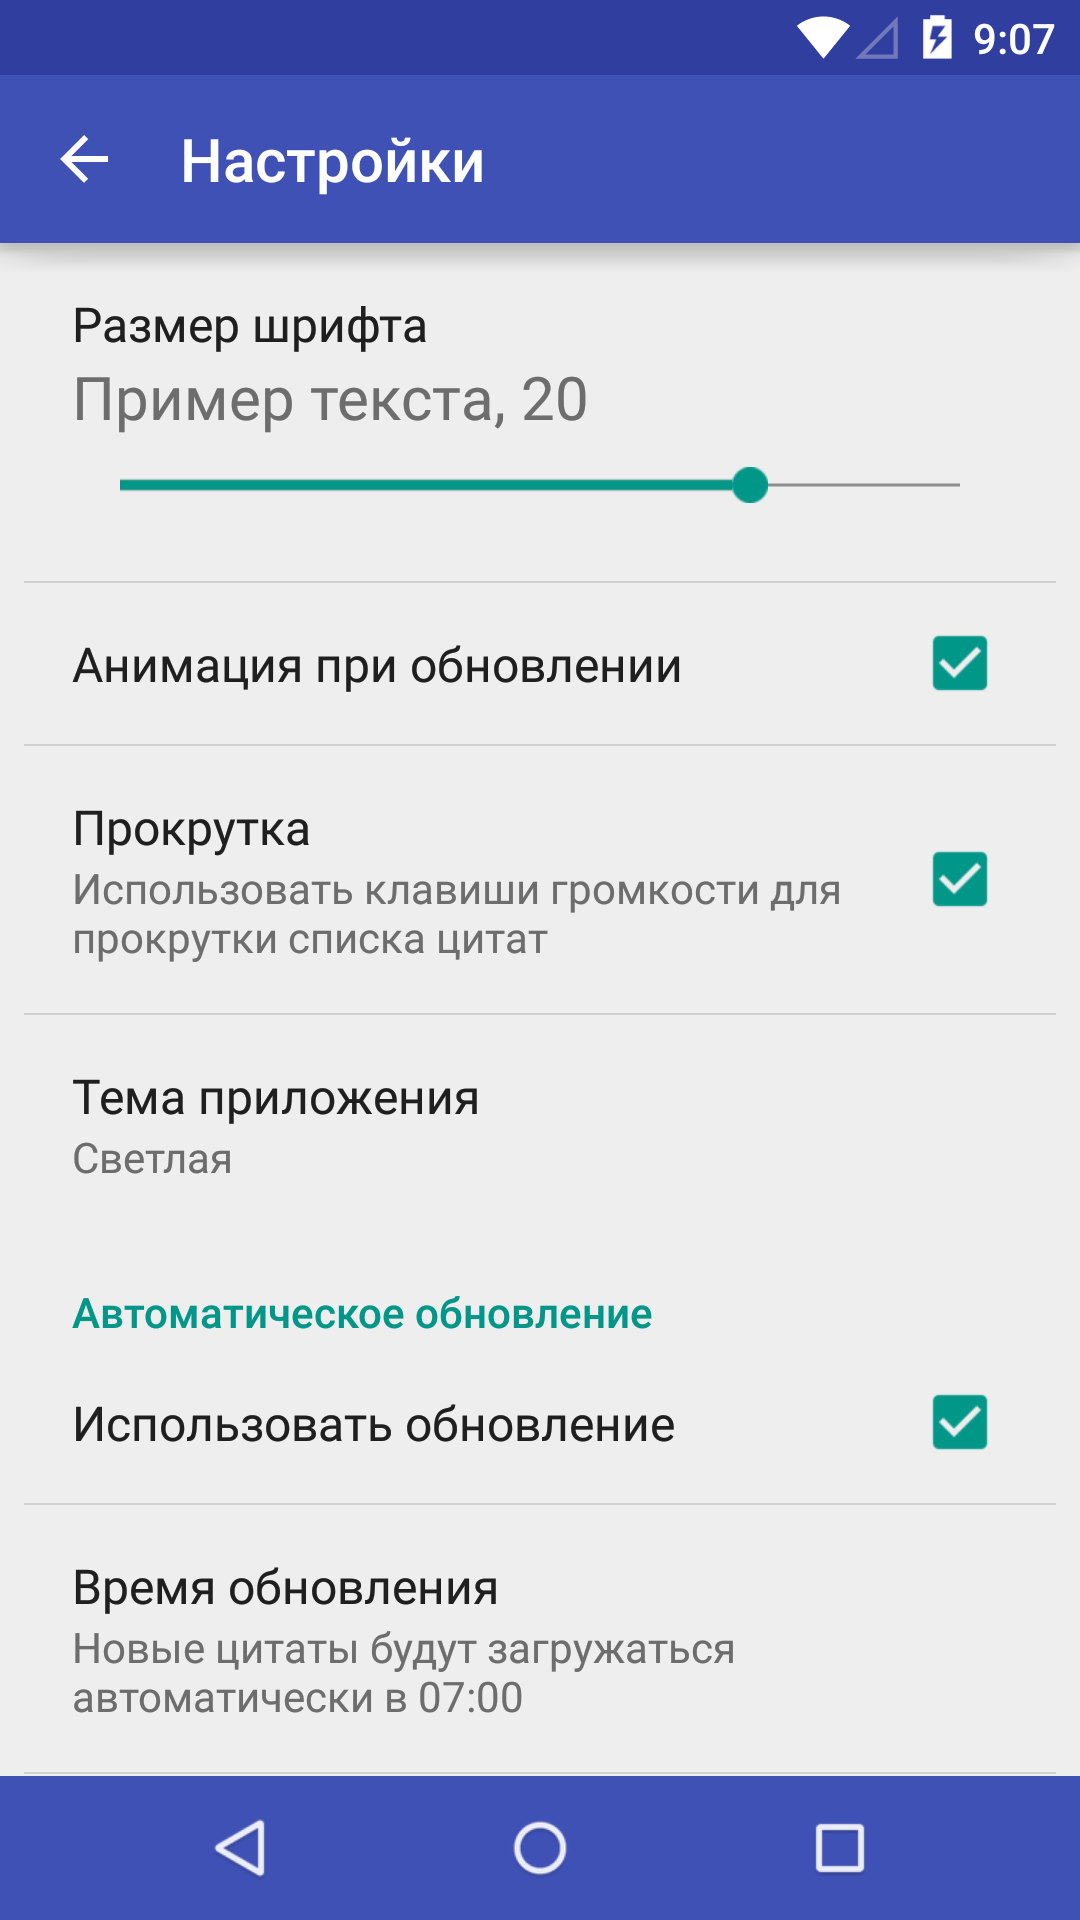 9:07
Настройки
Размер шрифта
Пример текста, 20
Анимация при обновлении
Прокрутка
Использовать клавиши громкости для
прокрутки списка цитат
Тема приложения
Светлая
Автоматическое обновление
Использовать обновление
Время обновления
Новые цитаты будут загружаться
автоматически в 07:00